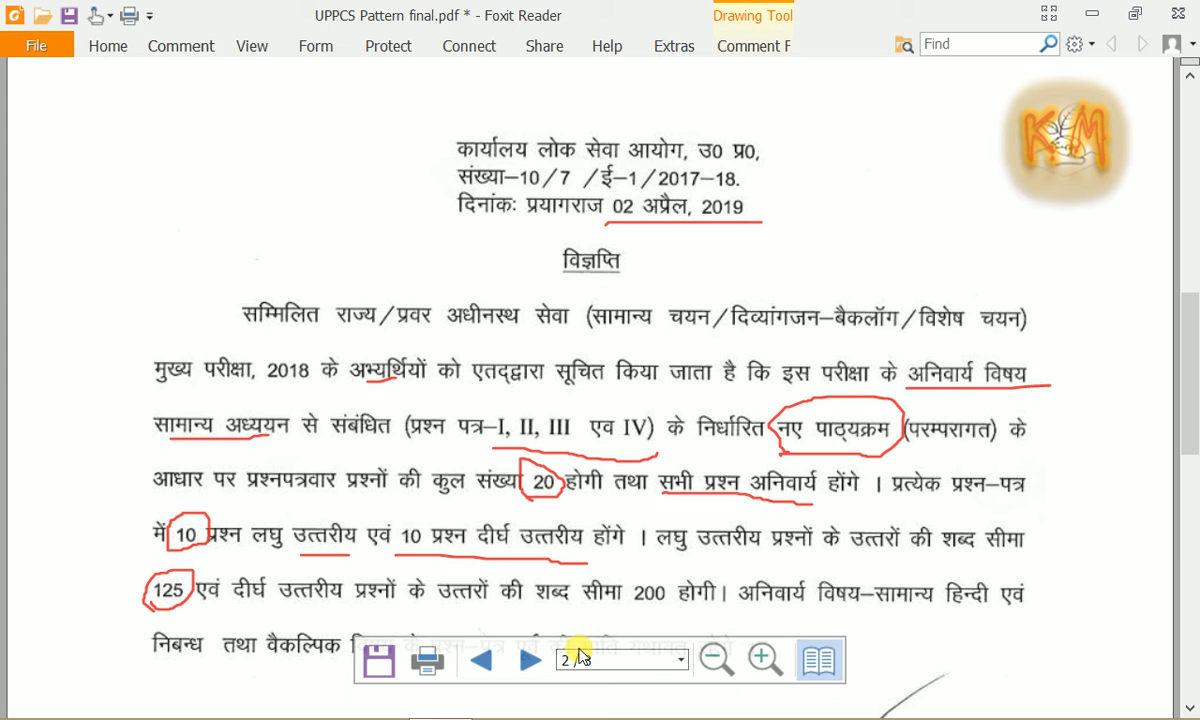 UPPCS Pattern final.pdf * - Foxit Reader
Drawing Tool
File Home Comment View Form Protect Connect Share Help Extras Comment F
Find
KM
कार्यालय लोक सेवा आयोग, उ0 प्र0,
संख्या–10/7 /ई–1/2017–18.
दिनांकः प्रयागराज 02 अप्रैल, 2019
विज्ञप्ति
सम्मिलित राज्य/प्रवर अधीनस्थ सेवा (सामान्य चयन/दिव्यांगजन–बैकलॉग/विशेष चयन)
मुख्य परीक्षा, 2018 के अभ्यर्थियों को एतद्द्वारा सूचित किया जाता है कि इस परीक्षा के अनिवार्य विषय
सामान्य अध्ययन से संबंधित (प्रश्न पत्र–I, II, III एव IV) के निर्धारित नए पाठ्यक्रम (परम्परागत) के
आधार पर प्रश्नपत्रवार प्रश्नों की कुल संख्या 20 होगी तथा सभी प्रश्न अनिवार्य होंगे । प्रत्येक प्रश्न–पत्र
में 10 प्रश्न लघु उत्तरीय एवं 10 प्रश्न दीर्घ उत्तरीय होंगे । लघु उत्तरीय प्रश्नों के उत्तरों की शब्द सीमा
125 एवं दीर्घ उत्तरीय प्रश्नों के उत्तरों की शब्द सीमा 200 होगी। अनिवार्य विषय–सामान्य हिन्दी एवं
निबन्ध तथा वैकल्पिक
2 / 3